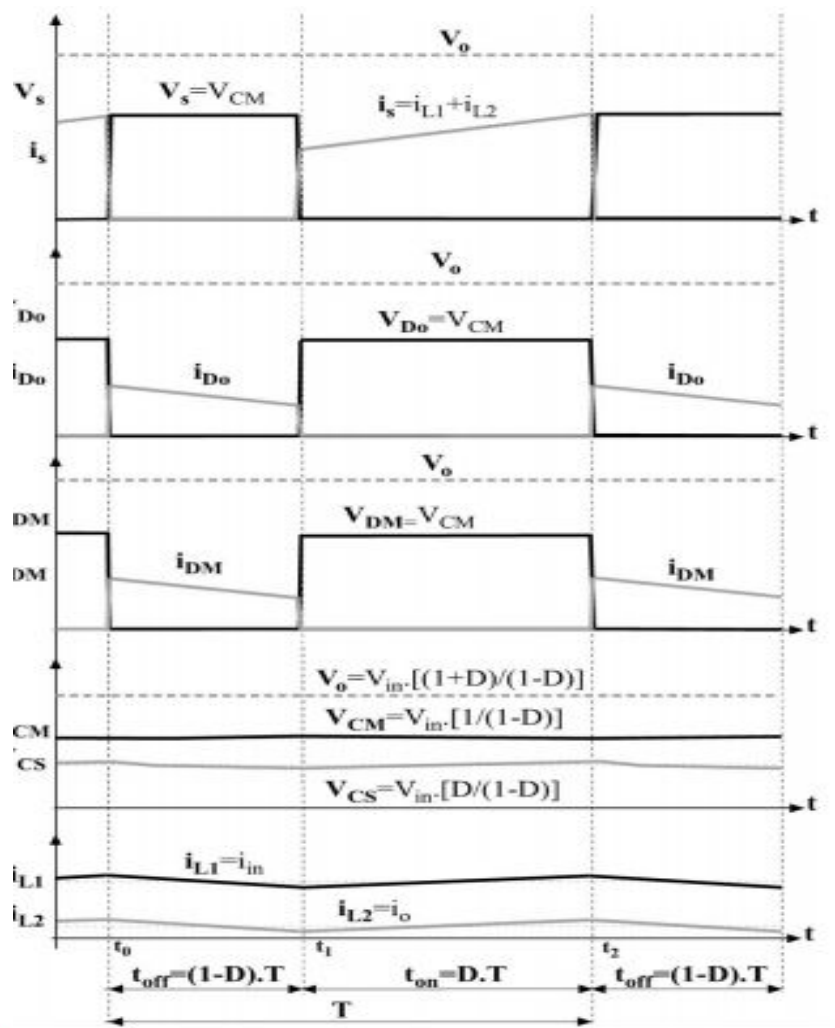 Vo
Vs Vs=VCM is=iL1+iL2
is
t
Vo
Do VDo=VCM
iDo iDo iDo
t
Vo
DM VDM=VCM
DM iDM iDM
t
Vo=Vin.[(1+D)/(1-D)]
CM VCM=Vin.[1/(1-D)]
CS
VCS=Vin.[D/(1-D)]
t
iL1 iL1=iin
iL2 iL2=io
t
t0 t1 t2
toff=(1-D).T ton=D.T toff=(1-D).T
T